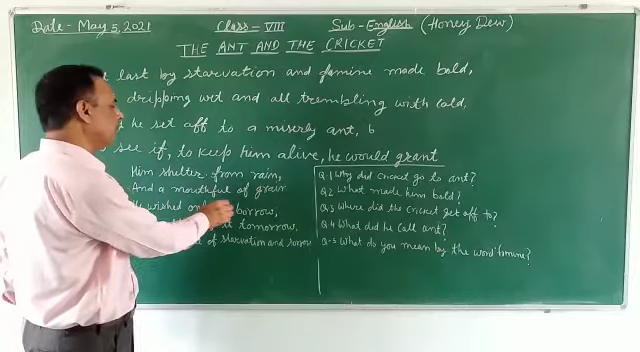 Date - May 5, 2021 Class - VIII Sub - English (Honey Dew)
THE ANT AND THE CRICKET
last by starvation and famine made bold,
dripping wet and all trembling with cold,
he set off to a miserly ant, b
see if, to keep him alive, he would grant
Him shelter from rain,
And a mouthful of grain
wished on borrow,
tomorrow,
of starvation and sorrow
Q.1 Why did cricket go to ant?
Q.2 What made him bold?
Q.3 Where did the cricket get off to?
Q.4 What did he call ant?
Q.5 What do you mean by the word famine?